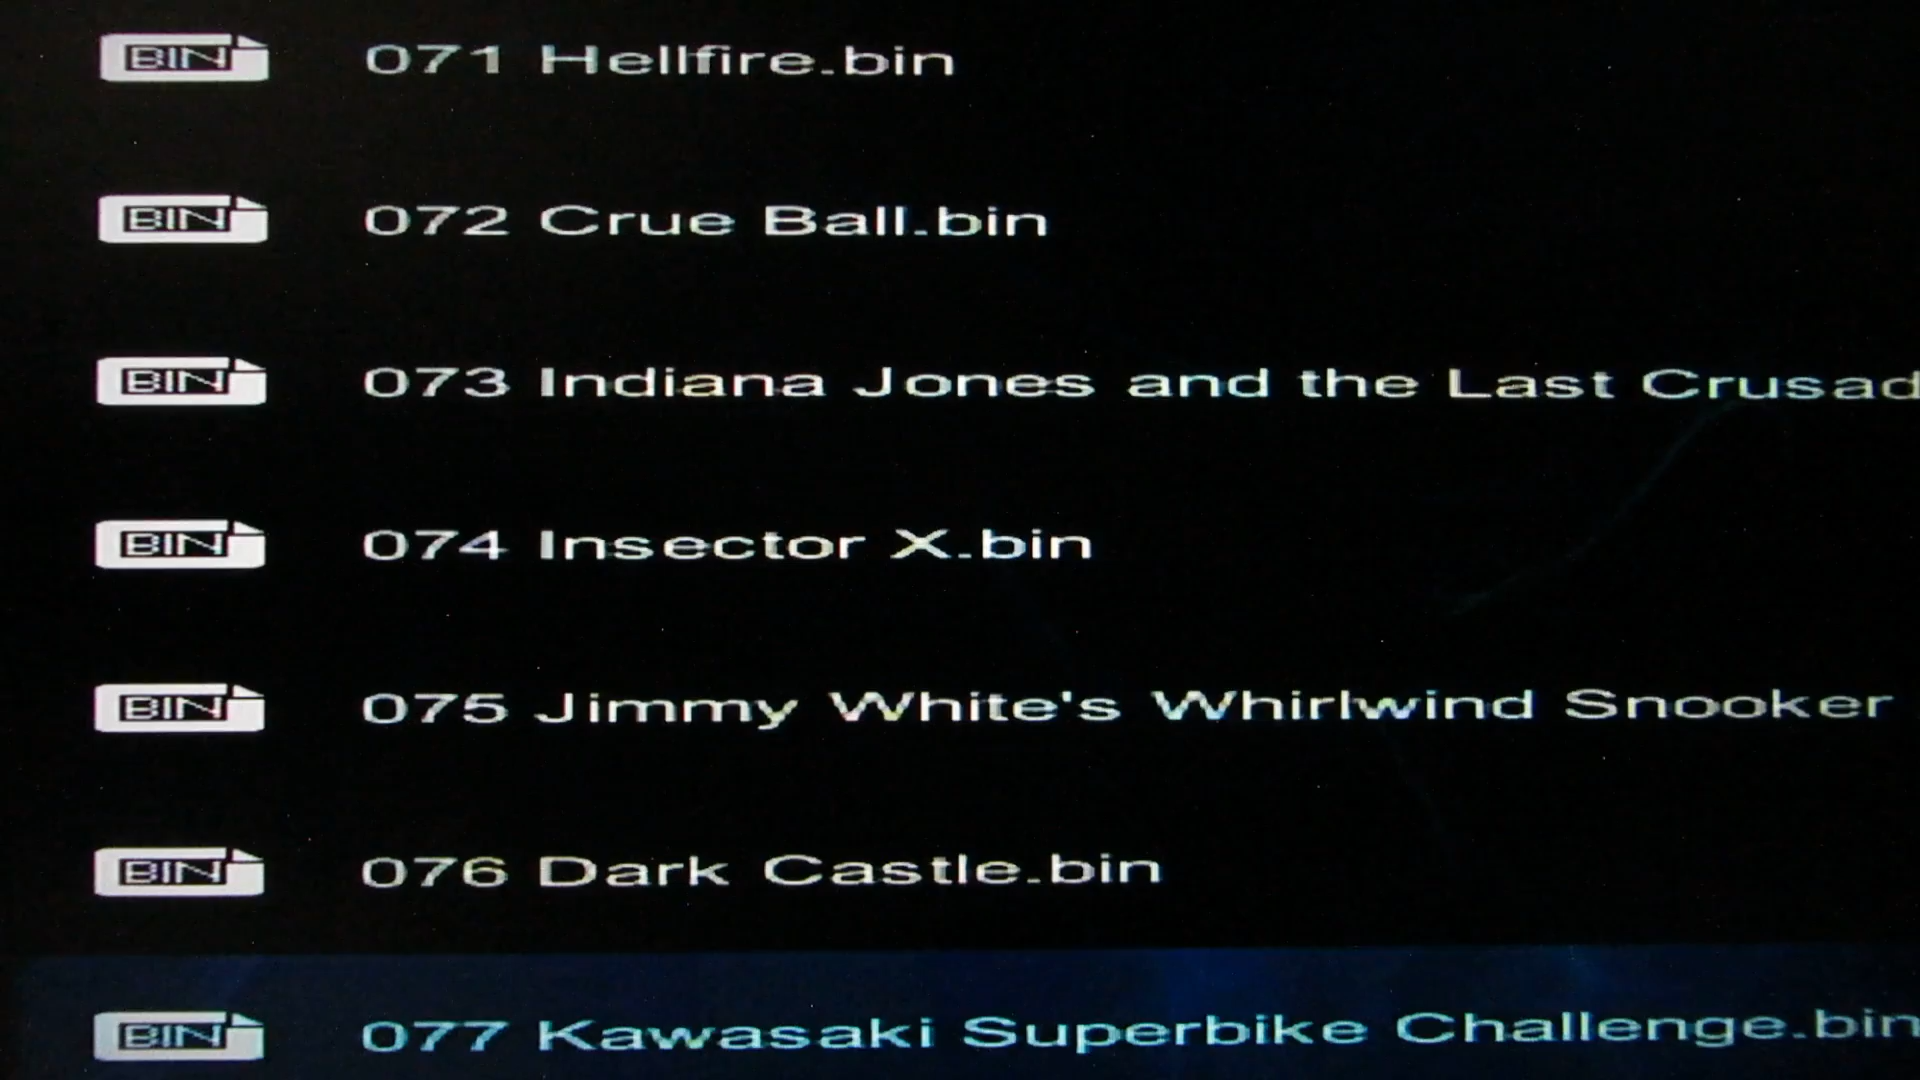 BIN 071 Hellfire.bin
BIN 072 Crue Ball.bin
BIN 073 Indiana Jones and the Last Crusad
BIN 074 Insector X.bin
BIN 075 Jimmy White's Whirlwind Snooker
BIN 076 Dark Castle.bin
BIN 077 Kawasaki Superbike Challenge.bin